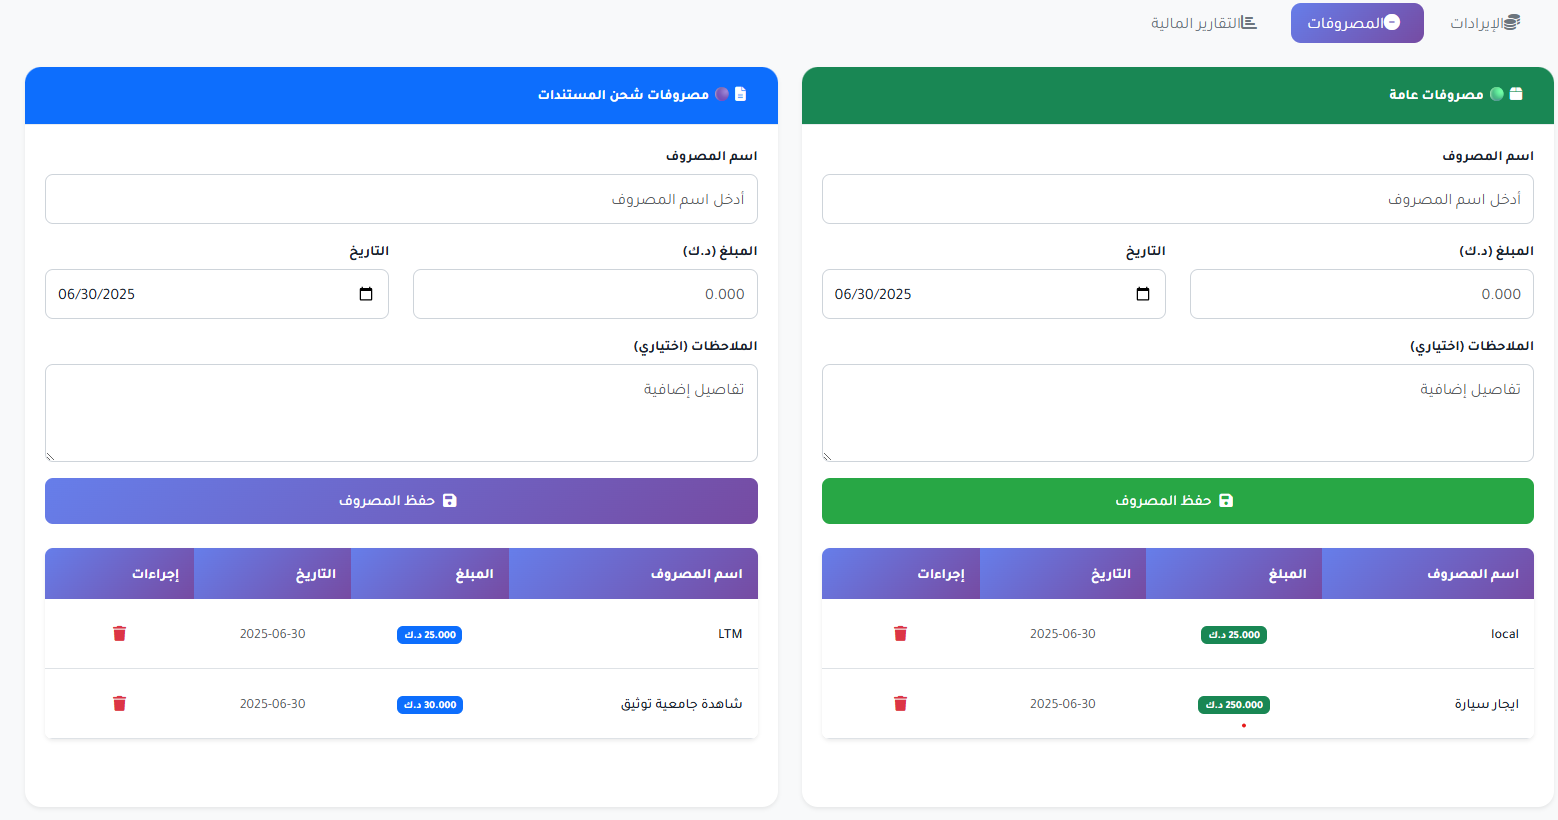 الإيرادات
المصروفات
التقارير المالية
مصروفات عامة
اسم المصروف
أدخل اسم المصروف
المبلغ (د.ك) التاريخ
0.000 06/30/2025
الملاحظات (اختياري)
تفاصيل إضافية
حفظ المصروف
اسم المصروف المبلغ التاريخ إجراءات
local 25.000 د.ك 2025-06-30
ايجار سيارة 250.000 د.ك 2025-06-30
مصروفات شحن المستندات
اسم المصروف
أدخل اسم المصروف
المبلغ (د.ك) التاريخ
0.000 06/30/2025
الملاحظات (اختياري)
تفاصيل إضافية
حفظ المصروف
اسم المصروف المبلغ التاريخ إجراءات
LTM 25.000 د.ك 2025-06-30
شاهدة جامعية توثيق 30.000 د.ك 2025-06-30